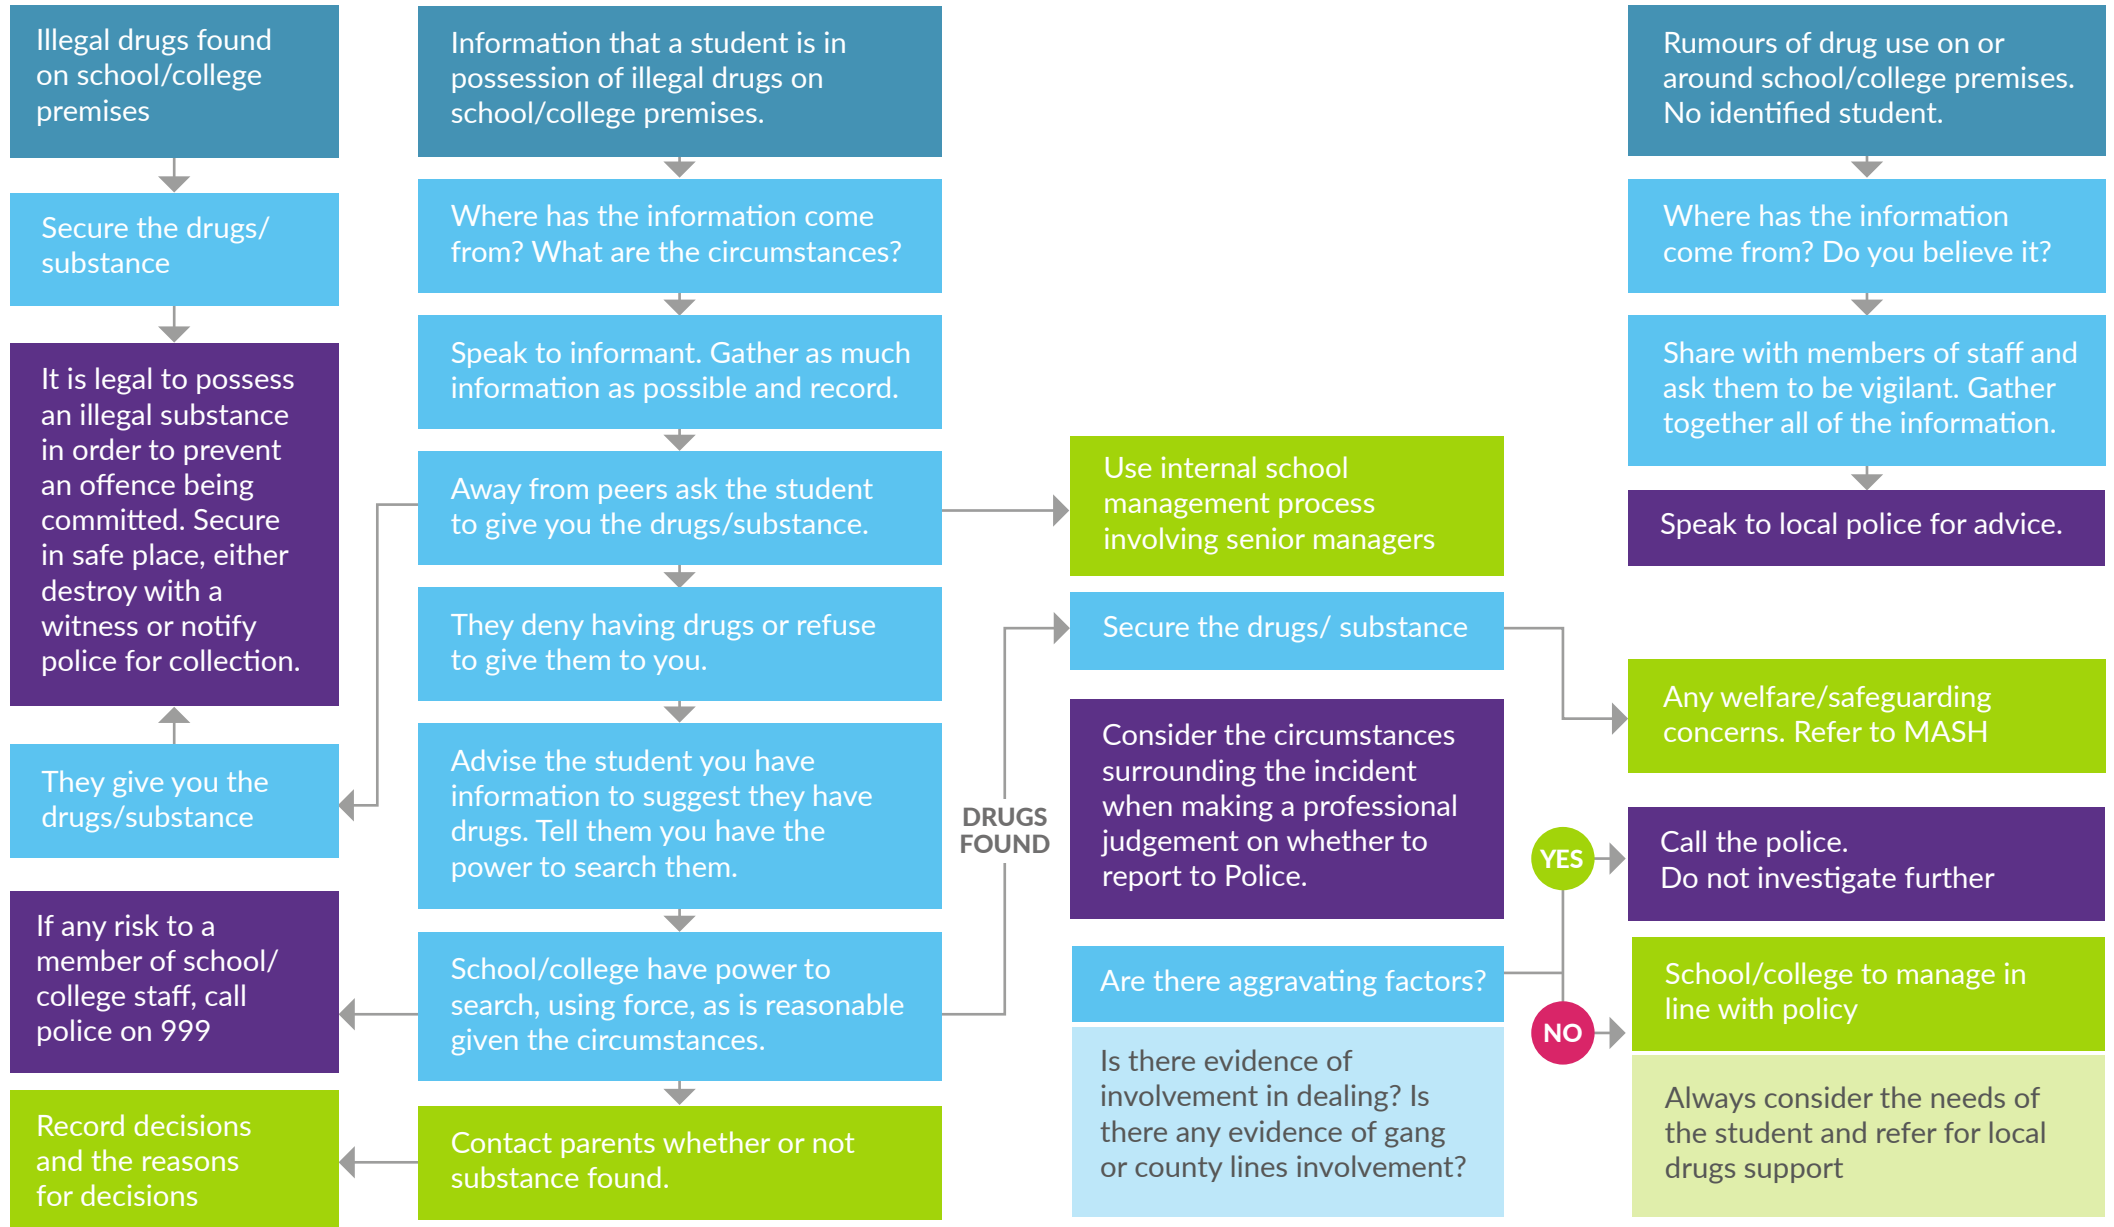 Illegal drugs found
on school/college
premises
Secure the drugs/
substance
It is legal to possess
an illegal substance
in order to prevent
an offence being
committed. Secure
in safe place, either
destroy with a
witness or notify
police for collection.
They give you the
drugs/substance
If any risk to a
member of school/
college staff, call
police on 999
Record decisions
and the reasons
for decisions
Information that a student is in
possession of illegal drugs on
school/college premises.
Where has the information come
from? What are the circumstances?
Speak to informant. Gather as much
information as possible and record.
Away from peers ask the student
to give you the drugs/substance.
They deny having drugs or refuse
to give them to you.
Advise the student you have
information to suggest they have
drugs. Tell them you have the
power to search them.
School/college have power to
search, using force, as is reasonable
given the circumstances.
Contact parents whether or not
substance found.
DRUGS
FOUND
Use internal school
management process
involving senior managers
Secure the drugs/ substance
Consider the circumstances
surrounding the incident
when making a professional
judgement on whether to
report to Police.
Are there aggravating factors?
Is there evidence of
involvement in dealing? Is
there any evidence of gang
or county lines involvement?
YES
NO
Rumours of drug use on or
around school/college premises.
No identified student.
Where has the information
come from? Do you believe it?
Share with members of staff and
ask them to be vigilant. Gather
together all of the information.
Speak to local police for advice.
Any welfare/safeguarding
concerns. Refer to MASH
Call the police.
Do not investigate further
School/college to manage in
line with policy
Always consider the needs of
the student and refer for local
drugs support